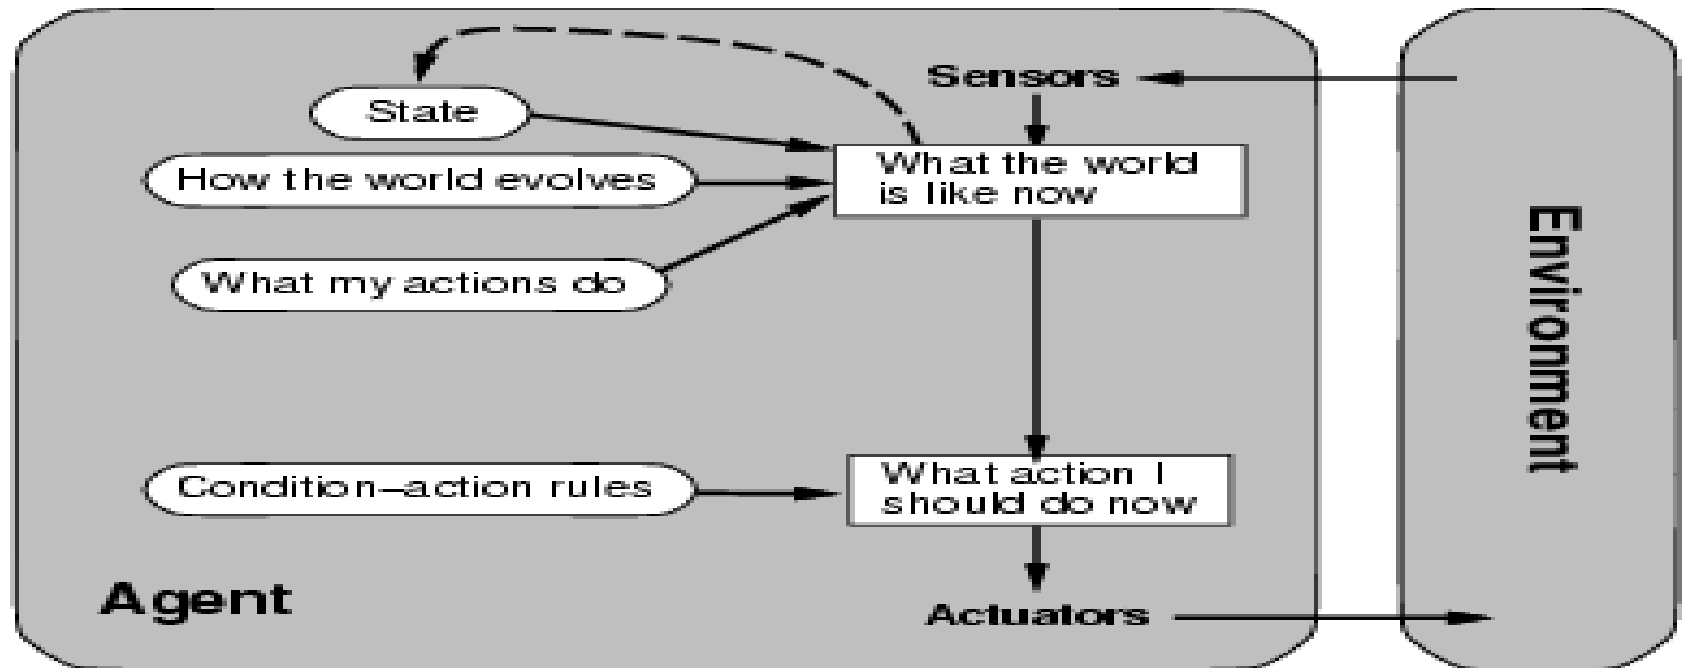 Sensors
State
What the world
is like now
How the world evolves
What my actions do
Environment
Condition–action rules
What action I
should do now
Agent
Actuators